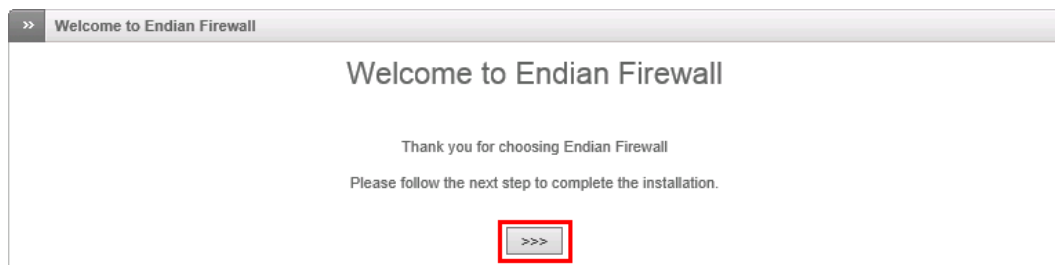 » Welcome to Endian Firewall
Welcome to Endian Firewall
Thank you for choosing Endian Firewall
Please follow the next step to complete the installation.
>>>